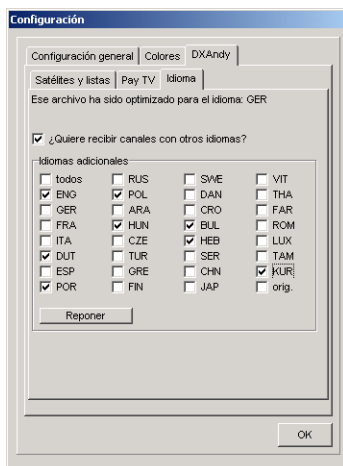 Configuración
Configuración general Colores DXAndy
Satélites y listas Pay TV Idioma
Ese archivo ha sido optimizado para el idioma: GER
¿Quiere recibir canales con otros idiomas?
Idiomas adicionales
todos RUS SWE VIT
ENG POL DAN THA
GER ARA CRO FAR
FRA HUN BUL ROM
ITA CZE HEB LUX
DUT TUR SER TAM
ESP GRE CHN KUR
POR FIN JAP orig.
Reponer
OK